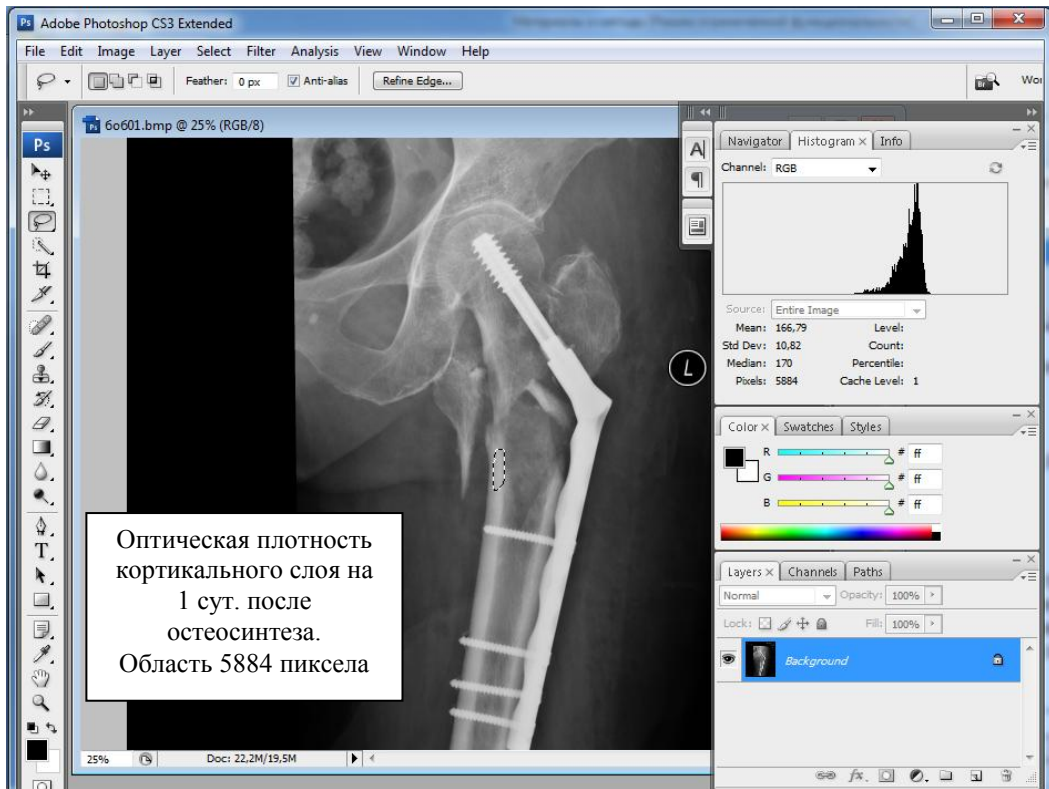 Ps Adobe Photoshop CS3 Extended
File Edit Image Layer Select Filter Analysis View Window Help
Feather: 0 px Anti-alias Refine Edge...
Ps 6o601.bmp @ 25% (RGB/8)
Ps
Navigator Histogram × Info
Channel: RGB
Source: Entire Image
Mean: 166,79 Level:
Std Dev: 10,82 Count:
Median: 170 Percentile:
Pixels: 5884 Cache Level: 1
L
Color × Swatches Styles
R # ff
G # ff
B # ff
Оптическая плотность
кортикального слоя на
1 сут. после
остеосинтеза.
Область 5884 пиксела
Layers × Channels Paths
Normal Opacity: 100%
Lock: Fill: 100%
Background
25% Doc: 22,2M/19,5M